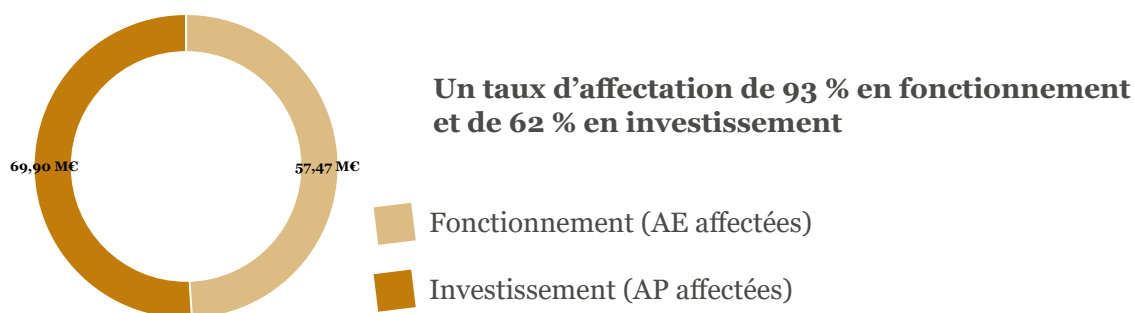 Un taux d’affectation de 93 % en fonctionnement
et de 62 % en investissement
69,90 M€
57,47 M€
Fonctionnement (AE affectées)
Investissement (AP affectées)